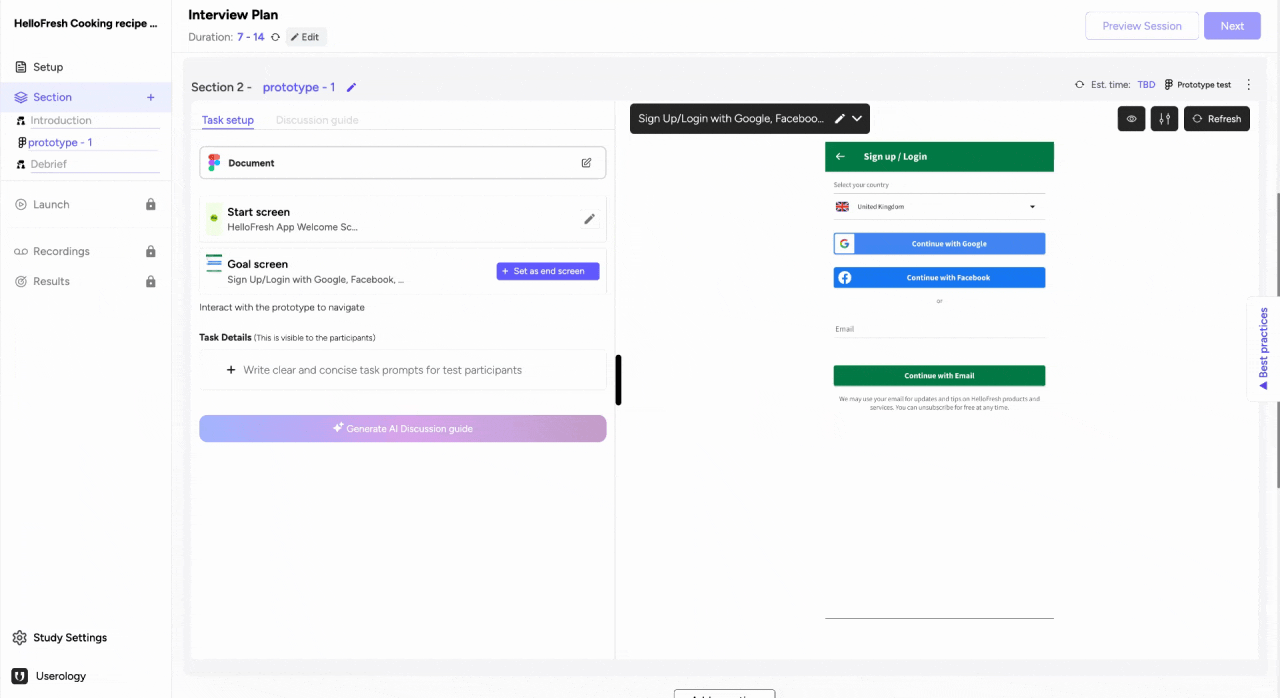 HelloFresh Cooking recipe ...
Setup
Section
Introduction
prototype - 1
Debrief
Launch
Recordings
Results
Study Settings
Userology
Interview Plan
Duration: 7 - 14 Edit
Preview Session
Next
Section 2 - prototype - 1
Est. time: TBD Prototype test
Task setup
Discussion guide
Document
Start screen
HelloFresh App Welcome Sc...
Goal screen
Sign Up/Login with Google, Facebook, ...
+ Set as end screen
Interact with the prototype to navigate
Task Details (This is visible to the participants)
+ Write clear and concise task prompts for test participants
Generate AI Discussion guide
Sign Up/Login with Google, Faceboo...
Refresh
Sign up / Login
Select your country
United Kingdom
Continue with Google
Continue with Facebook
or
Email
Continue with Email
We may use your email for updates and tips on HelloFresh products and
services. You can unsubscribe for free at any time.
Best practices